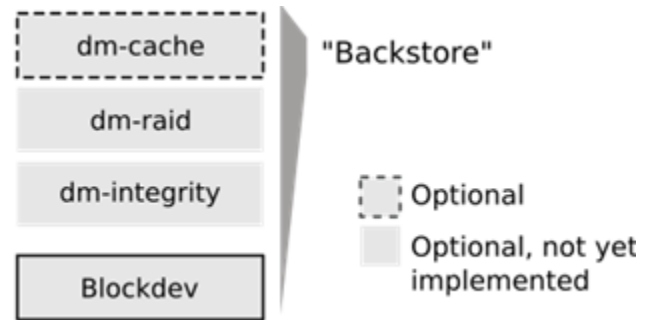 dm-cache
"Backstore"
dm-raid
dm-integrity
Optional
Optional, not yet
implemented
Blockdev